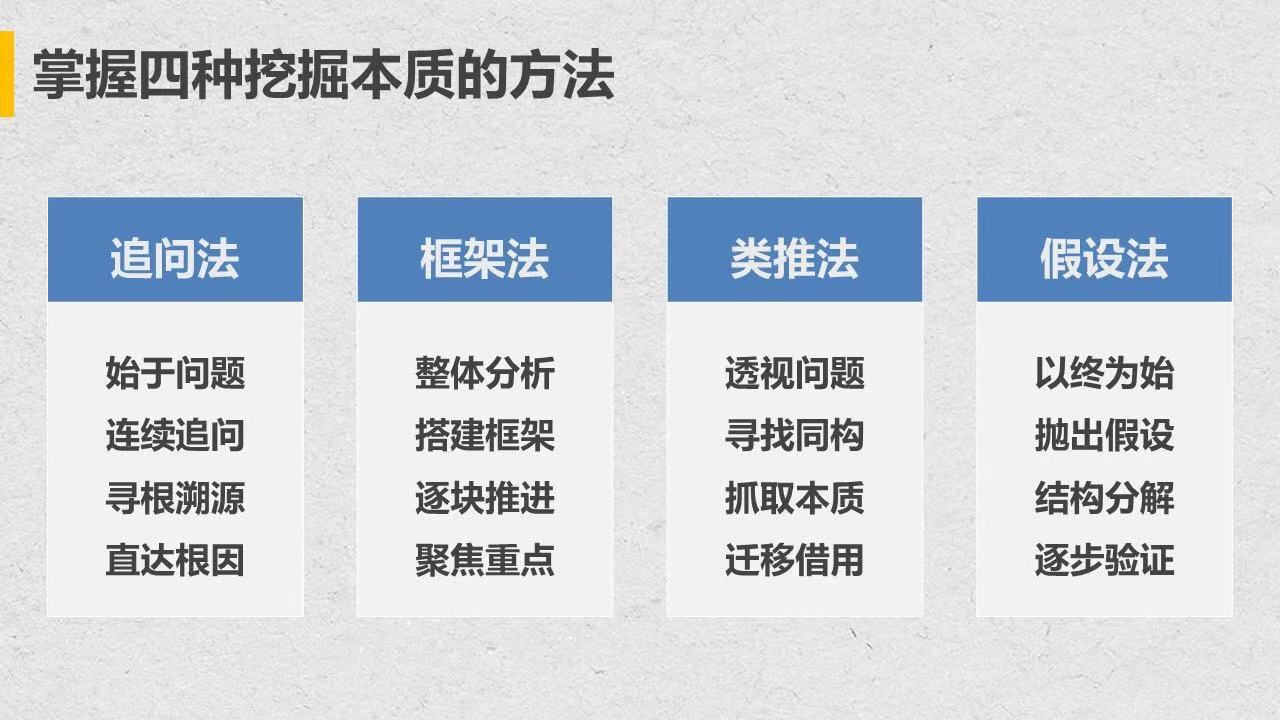 掌握四种挖掘本质的方法
追问法
始于问题
连续追问
寻根溯源
直达根因
框架法
整体分析
搭建框架
逐块推进
聚焦重点
类推法
透视问题
寻找同构
抓取本质
迁移借用
假设法
以终为始
抛出假设
结构分解
逐步验证